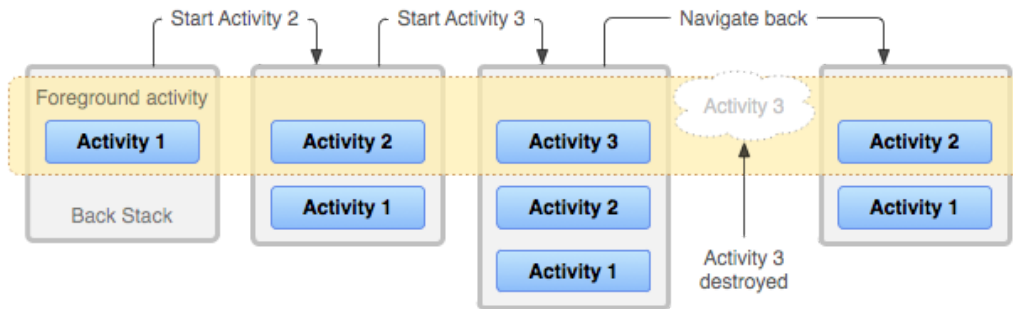 Start Activity 2
Start Activity 3
Navigate back
Foreground activity
Activity 3
Activity 1
Activity 2
Activity 3
Activity 2
Back Stack
Activity 1
Activity 2
Activity 1
Activity 1
Activity 3
destroyed